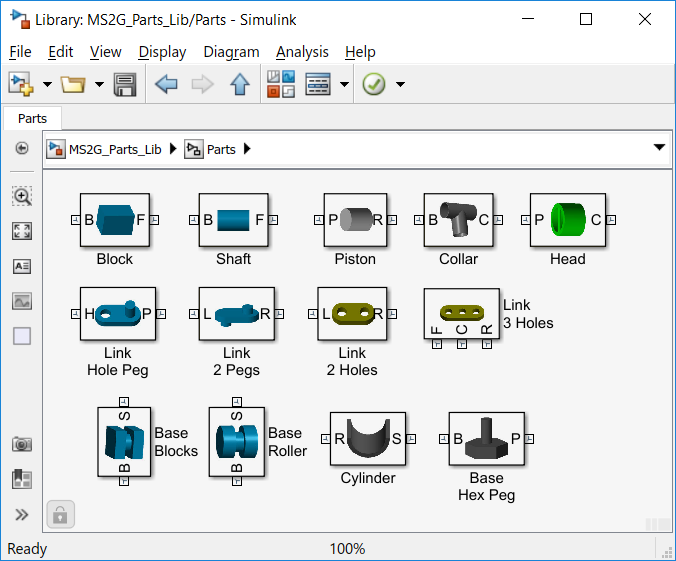 Library: MS2G_Parts_Lib/Parts - Simulink
File Edit View Display Diagram Analysis Help
Parts
MS2G_Parts_Lib Parts
B F
Block
B F
Shaft
P R
Piston
B C
Collar
P C
Head
H P
Link
Hole Peg
L R
Link
2 Pegs
L R
Link
2 Holes
F C R
Link
3 Holes
S
B
Base
Blocks
S
B
Base
Roller
R S
Cylinder
B P
Base
Hex Peg
A
Ready 100%